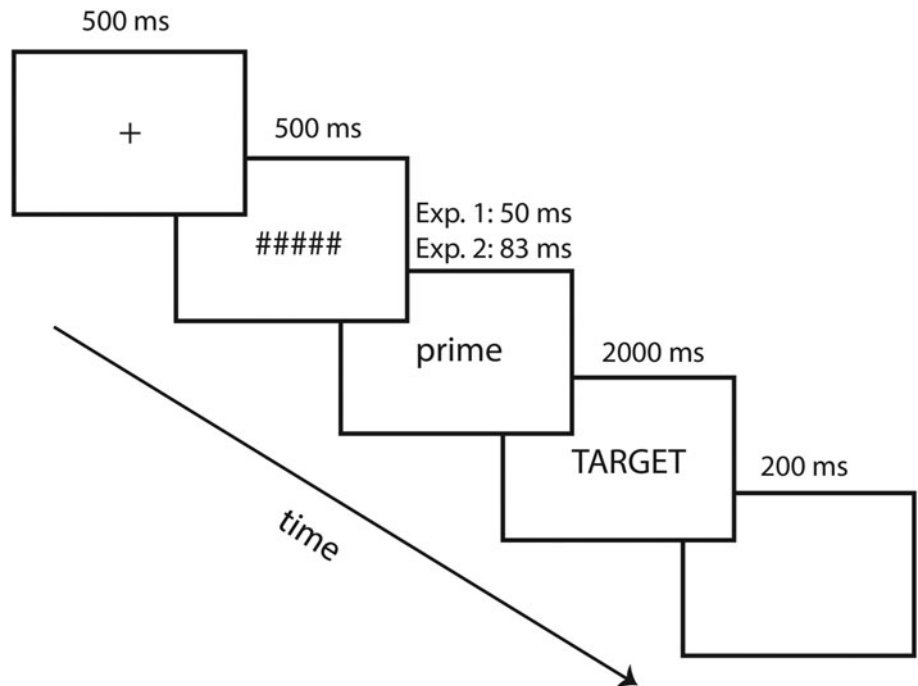 500 ms
+
500 ms
#####
Exp. 1: 50 ms
Exp. 2: 83 ms
prime
2000 ms
TARGET
200 ms
time